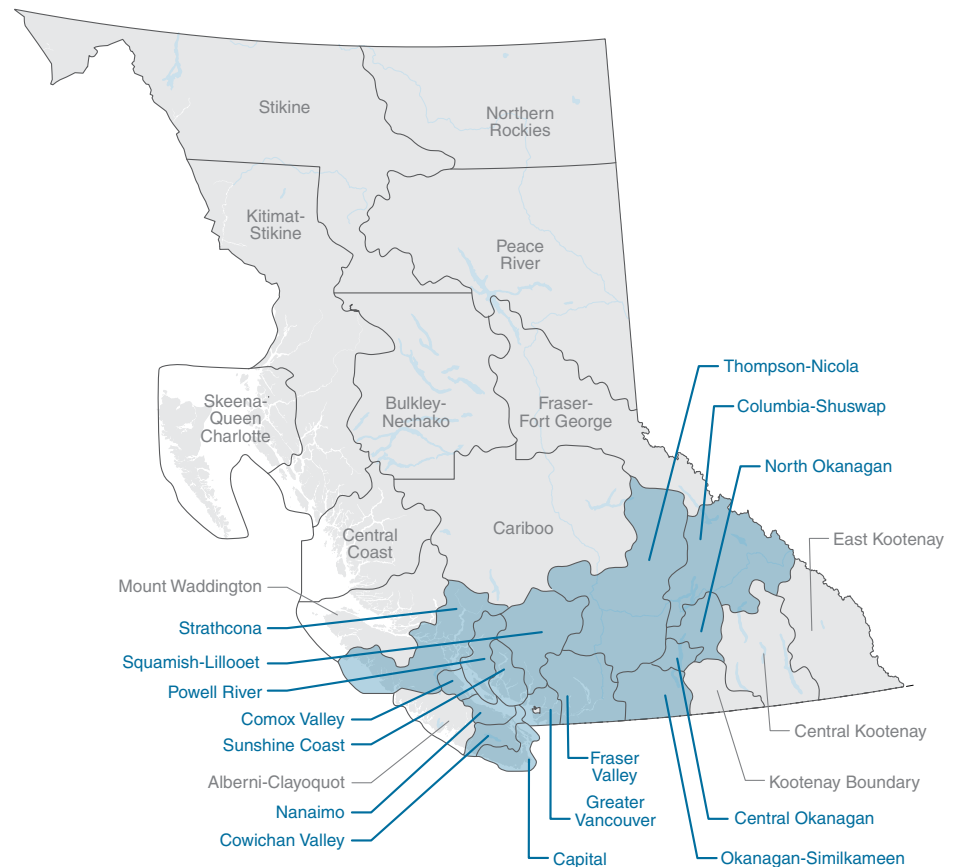 Stikine
Northern
Rockies
Kitimat-
Stikine
Peace
River
Thompson-Nicola
Skeena-
Queen
Charlotte
Bulkley-
Nechako
Fraser-
Fort George
Columbia-Shuswap
North Okanagan
Cariboo
Central
Coast
East Kootenay
Mount Waddington
Strathcona
Squamish-Lillooet
Powell River
Comox Valley
Sunshine Coast
Central Kootenay
Alberni-Clayoquot
Fraser
Valley
Kootenay Boundary
Nanaimo
Greater
Vancouver
Central Okanagan
Cowichan Valley
Capital
Okanagan-Similkameen